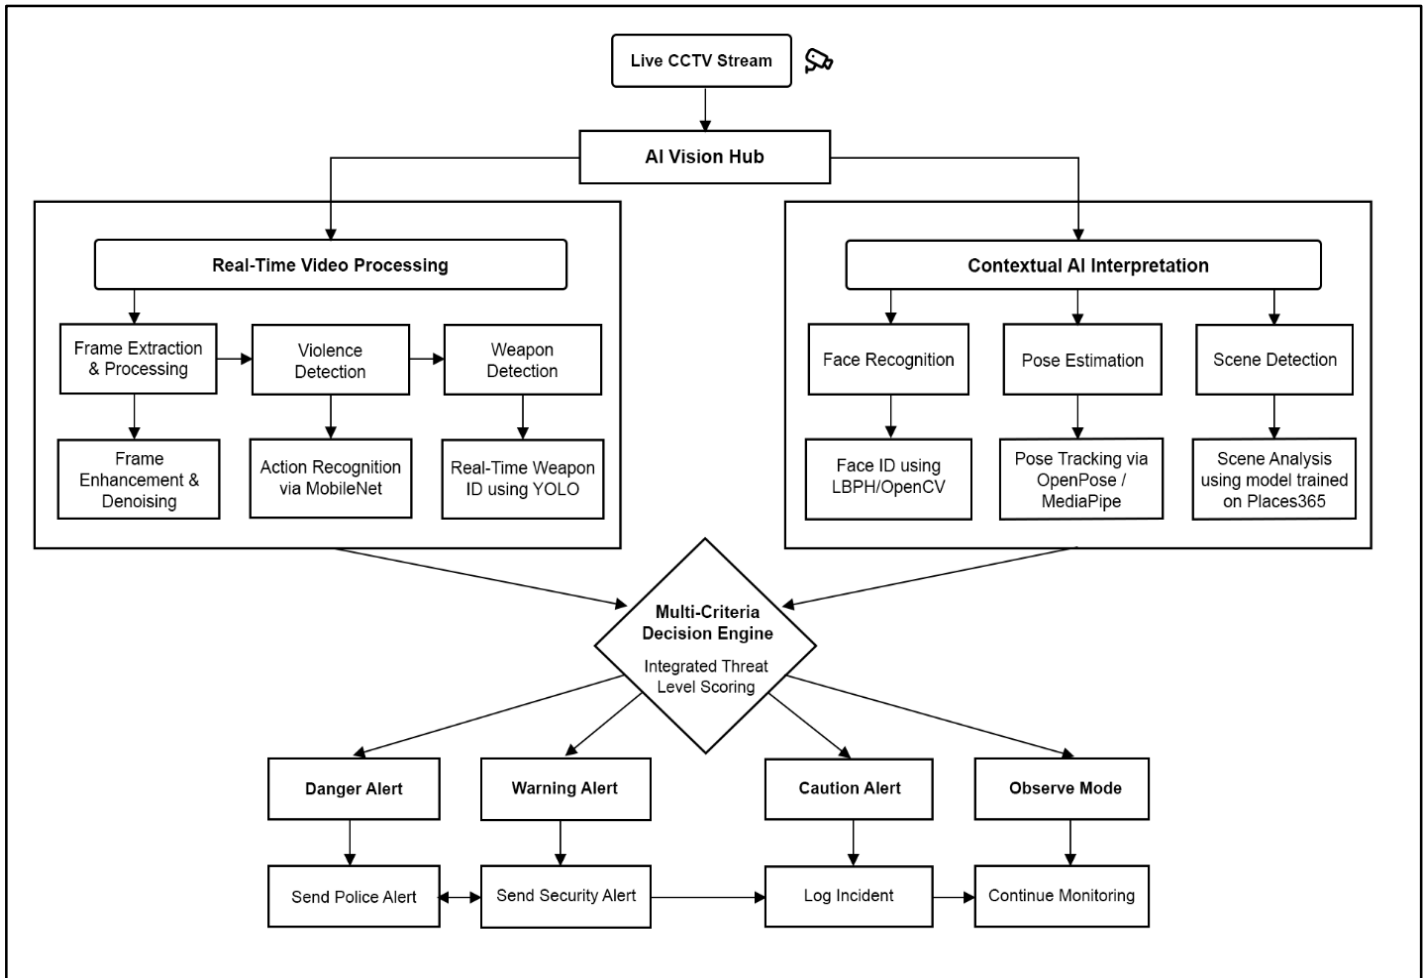 Live CCTV Stream
AI Vision Hub
Real-Time Video Processing
Frame Extraction
& Processing
Violence
Detection
Weapon
Detection
Frame
Enhancement &
Denoising
Action Recognition
via MobileNet
Real-Time Weapon
ID using YOLO
Contextual AI Interpretation
Face Recognition
Pose Estimation
Scene Detection
Face ID using
LBPH/OpenCV
Pose Tracking via
OpenPose /
MediaPipe
Scene Analysis
using model trained
on Places365
Multi-Criteria
Decision Engine
Integrated Threat
Level Scoring
Danger Alert
Warning Alert
Caution Alert
Observe Mode
Send Police Alert
Send Security Alert
Log Incident
Continue Monitoring